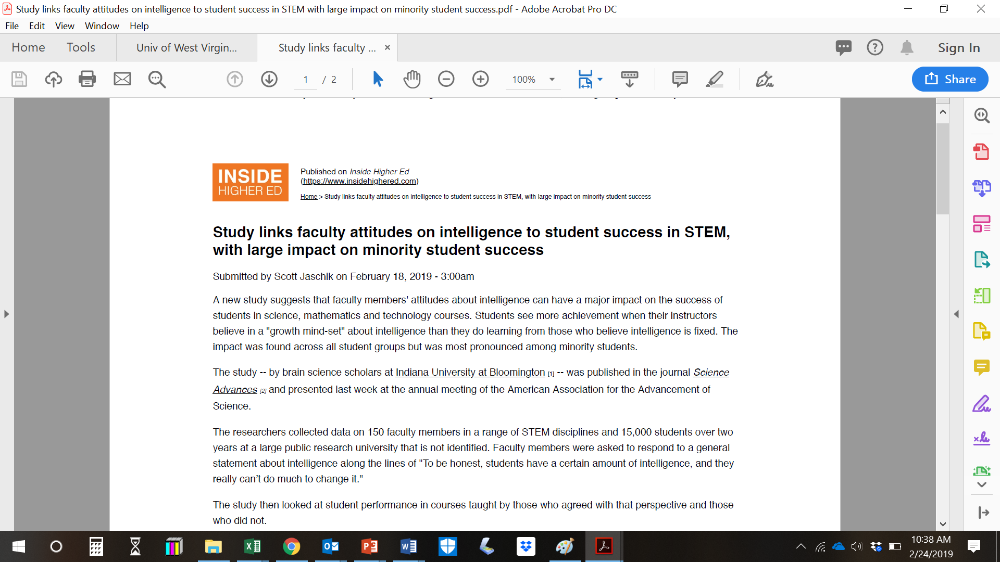 Study links faculty attitudes on intelligence to student success in STEM with large impact on minority student success.pdf - Adobe Acrobat Pro DC
File Edit View Window Help
Home Tools Univ of West Virgin... Study links faculty ... × Sign In
1 / 2 100% Share
INSIDE
HIGHER ED
Published on Inside Higher Ed
(https://www.insidehighered.com)
Home > Study links faculty attitudes on intelligence to student success in STEM, with large impact on minority student success
Study links faculty attitudes on intelligence to student success in STEM,
with large impact on minority student success
Submitted by Scott Jaschik on February 18, 2019 - 3:00am
A new study suggests that faculty members' attitudes about intelligence can have a major impact on the success of
students in science, mathematics and technology courses. Students see more achievement when their instructors
believe in a "growth mind-set" about intelligence than they do learning from those who believe intelligence is fixed. The
impact was found across all student groups but was most pronounced among minority students.
The study -- by brain science scholars at Indiana University at Bloomington [1] -- was published in the journal Science
Advances [2] and presented last week at the annual meeting of the American Association for the Advancement of
Science.
The researchers collected data on 150 faculty members in a range of STEM disciplines and 15,000 students over two
years at a large public research university that is not identified. Faculty members were asked to respond to a general
statement about intelligence along the lines of "To be honest, students have a certain amount of intelligence, and they
really can't do much to change it."
The study then looked at student performance in courses taught by those who agreed with that perspective and those
who did not.
10:38 AM
2/24/2019